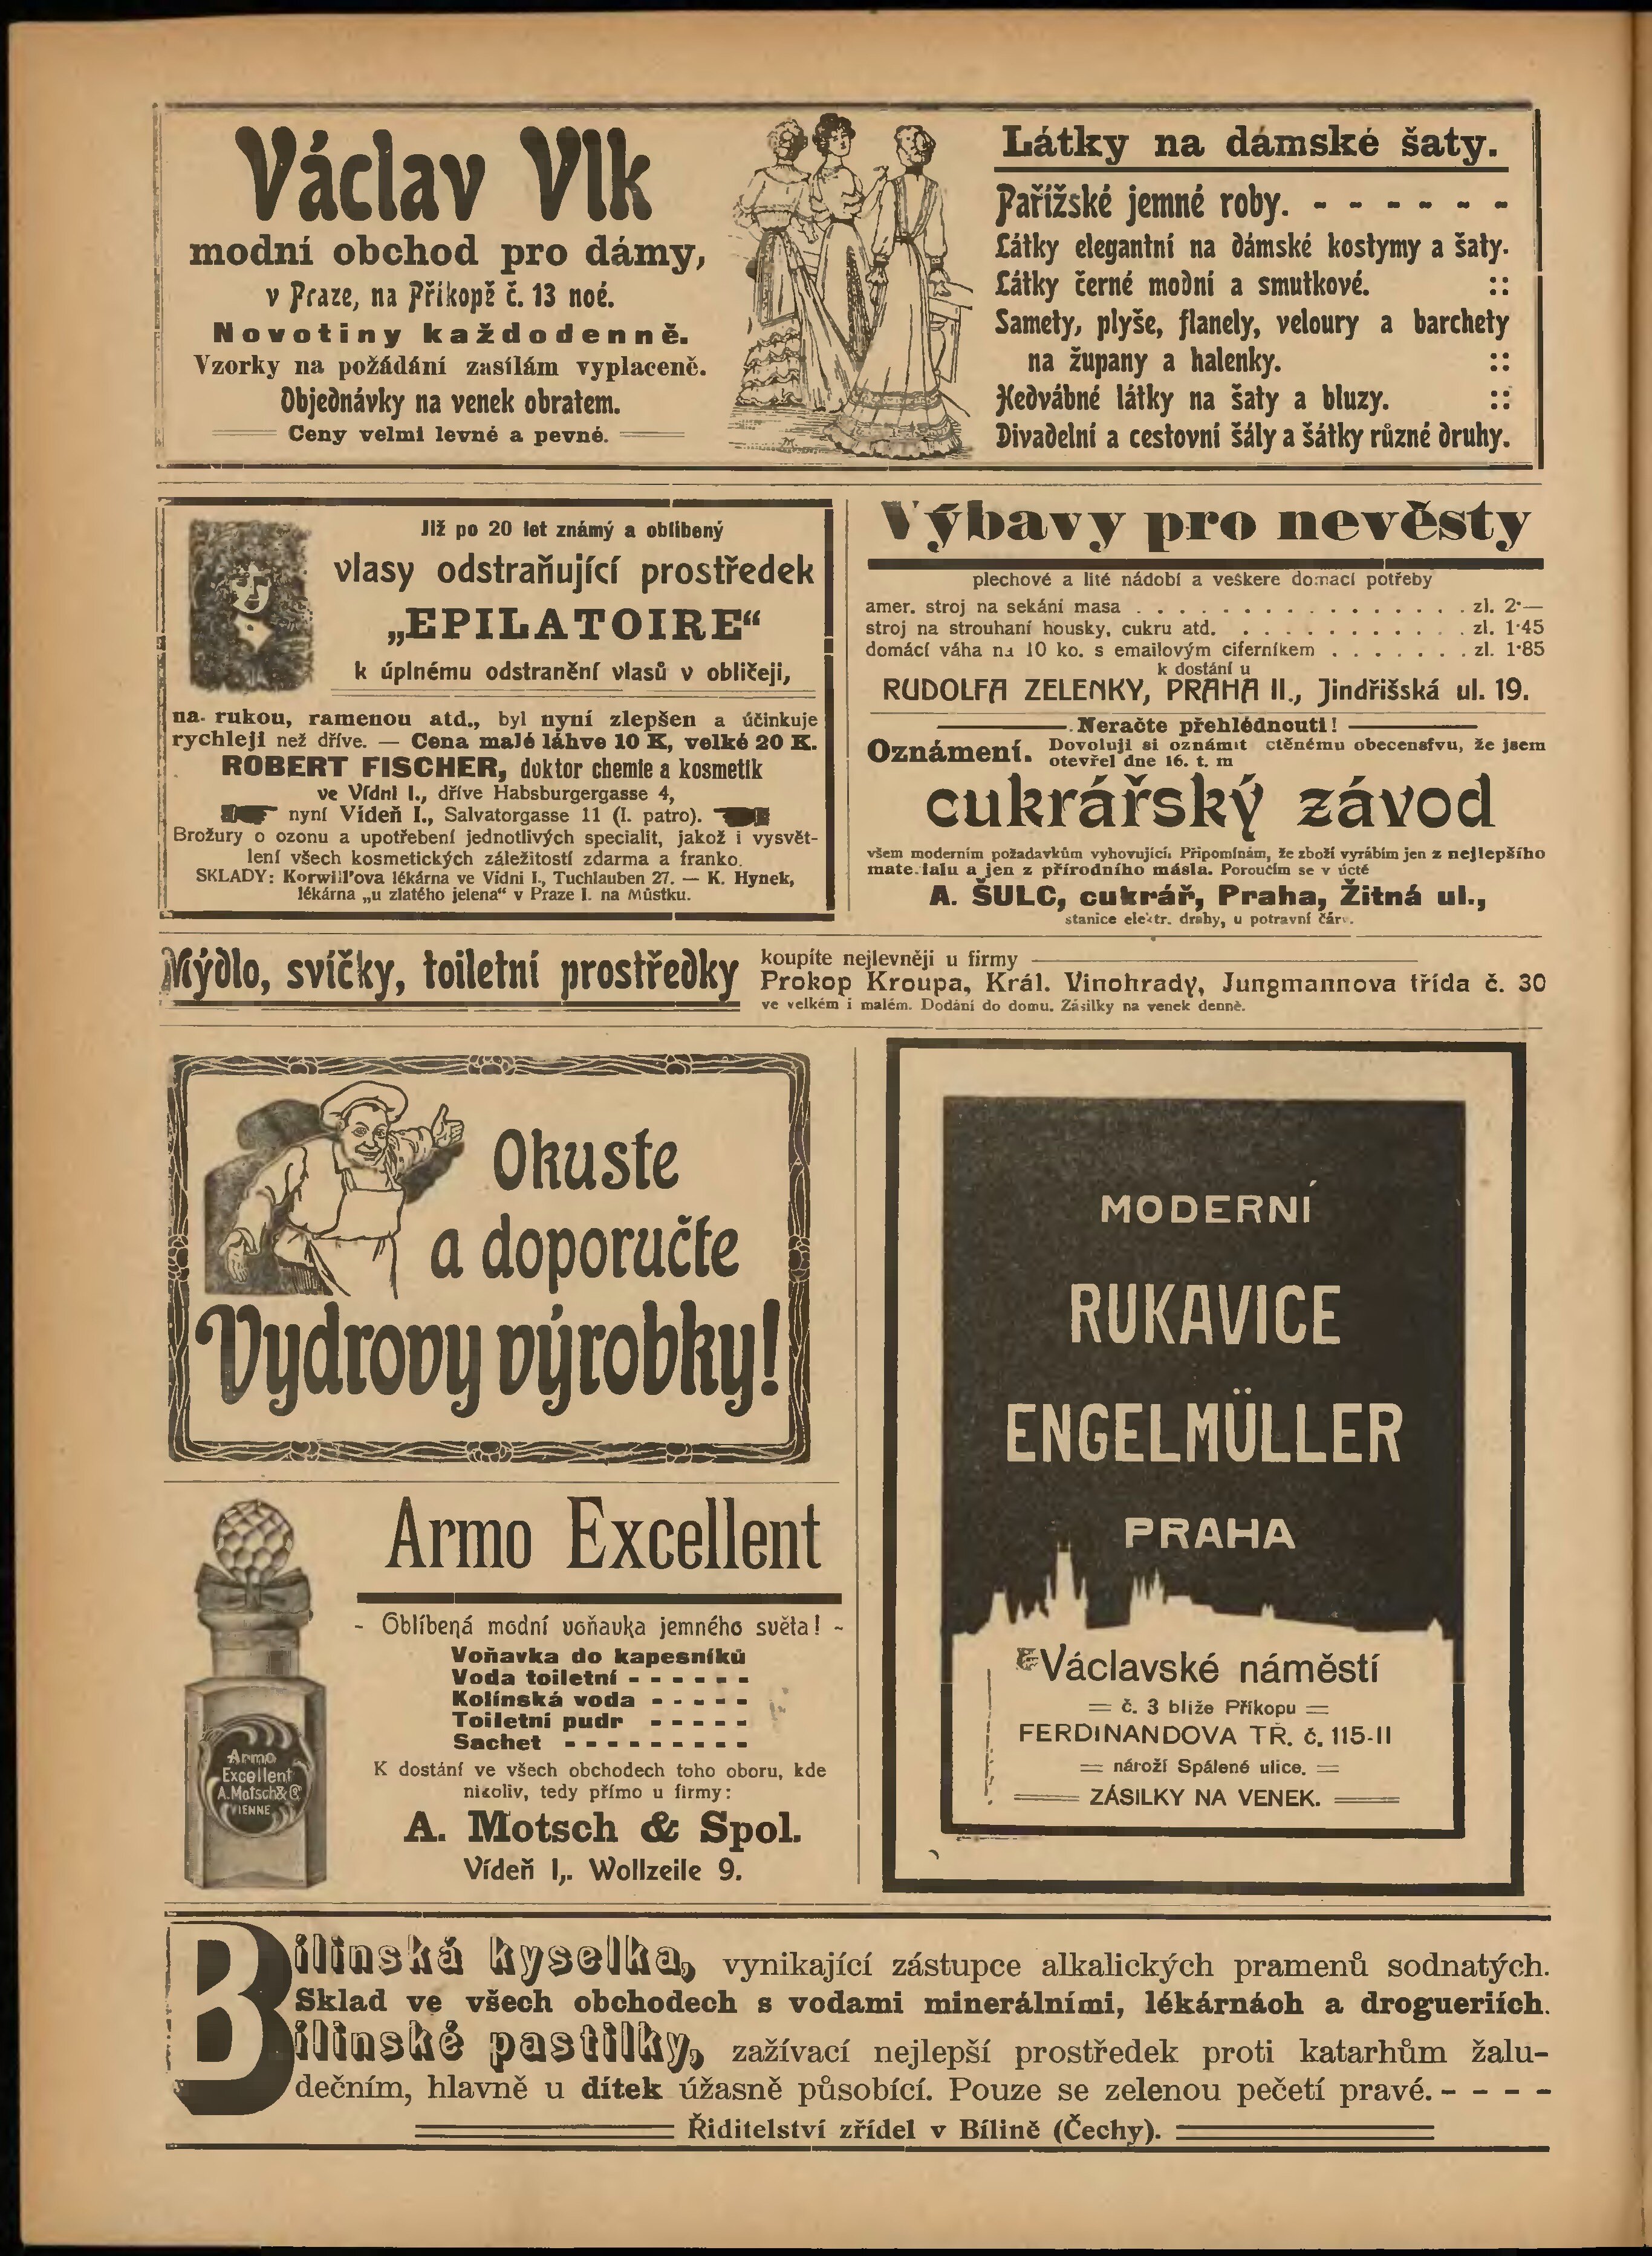 Václav Vlk
modní obchod pro dámy,
v Praze, na Příkopě č. 13 noé.
Novotiny každodenně.
Vzorky na požádání zasílám vyplaceně.
Objednávky na venek obratem.
Ceny velmi levné a pevné.
Látky na dámské šaty.
Pařížské jemné roby. - - - - - -
Látky elegantní na dámské kostymy a šaty.
Látky černé modní a smutkové. ::
Samety, plyše, flanely, veloury a barchety
na župany a halenky. ::
Hedvábné látky na šaty a bluzy. ::
Divadelní a cestovní šály a šátky různé druhy.
Již po 20 let známý a oblíbený
vlasy odstraňující prostředek
„EPILATOIRE“
k úplnému odstranění vlasů v obličeji,
na rukou, ramenou atd., byl nyní zlepšen a účinkuje
rychleji než dříve. — Cena malé láhve 10 K, velké 20 K.
ROBERT FISCHER, doktor chemie a kosmetik
ve Vídni I., dříve Habsburgergasse 4,
nyní Vídeň I., Salvatorgasse 11 (I. patro).
Brožury o ozonu a upotřebení jednotlivých specialit, jakož i vysvět-
lení všech kosmetických záležitostí zdarma a franko.
SKLADY: Korwill'ova lékárna ve Vídni I., Tuchlauben 27. — K. Hynek,
lékárna „u zlatého jelena“ v Praze I. na Můstku.
Výbavy pro nevěsty
plechové a lité nádobí a veškere domací potřeby
amer. stroj na sekání masa . . . . . . . . . . . . . . . . zl. 2·—
stroj na strouhaní housky, cukru atd. . . . . . . . . . . . zl. 1·45
domácí váha na 10 ko. s emailovým ciferníkem . . . . . . . zl. 1·85
k dostání u
RUDOLFA ZELENKY, PRAHA II., Jindřišská ul. 19.
Neračte přehlédnouti!
Oznámení. Dovoluji si oznámit ctěnému obecenstvu, že jsem
otevřel dne 16. t. m
cukrářský závod
všem moderním požadavkům vyhovující. Připomínám, že zboží vyrábím jen z nejlepšího
materialu a jen z přírodního másla. Poroučím se v úctě
A. ŠULC, cukrář, Praha, Žitná ul.,
stanice elektr. drahy, u potravní čáry.
Mýdlo, svíčky, toiletní prostředky
koupíte nejlevněji u firmy
Prokop Kroupa, Král. Vinohrady, Jungmannova třída č. 30
ve velkém i malém. Dodání do domu. Zásilky na venek denně.
Okuste
a doporučte
Vydrovy výrobky!
MODERNÍ
RUKAVICE
ENGELMÜLLER
PRAHA
Václavské náměstí
č. 3 blíže Příkopu
FERDINANDOVA TŘ. č. 115-II
nároží Spálené ulice.
ZÁSILKY NA VENEK.
Armo Excellent
- Oblíbená modní voňavka jemného světa! -
Voňavka do kapesníků
Voda toiletní - - - - - -
Kolínská voda - - - - -
Toiletní pudr - - - - -
Sachet - - - - - - - - -
K dostání ve všech obchodech toho oboru, kde
nikoliv, tedy přímo u firmy:
A. Motsch & Spol.
Vídeň I,. Wollzeile 9.
Armo
Excellent
A. Motsch & Co
VIENNE
Bílinská kyselka, vynikající zástupce alkalických pramenů sodnatých.
Sklad ve všech obchodech s vodami minerálními, lékárnách a drogueriích.
Bílinské pastilky, zažívací nejlepší prostředek proti katarhům žalu-
dečním, hlavně u dítek úžasně působící. Pouze se zelenou pečetí pravé. - - - -
Řiditelství zřídel v Bílině (Čechy).